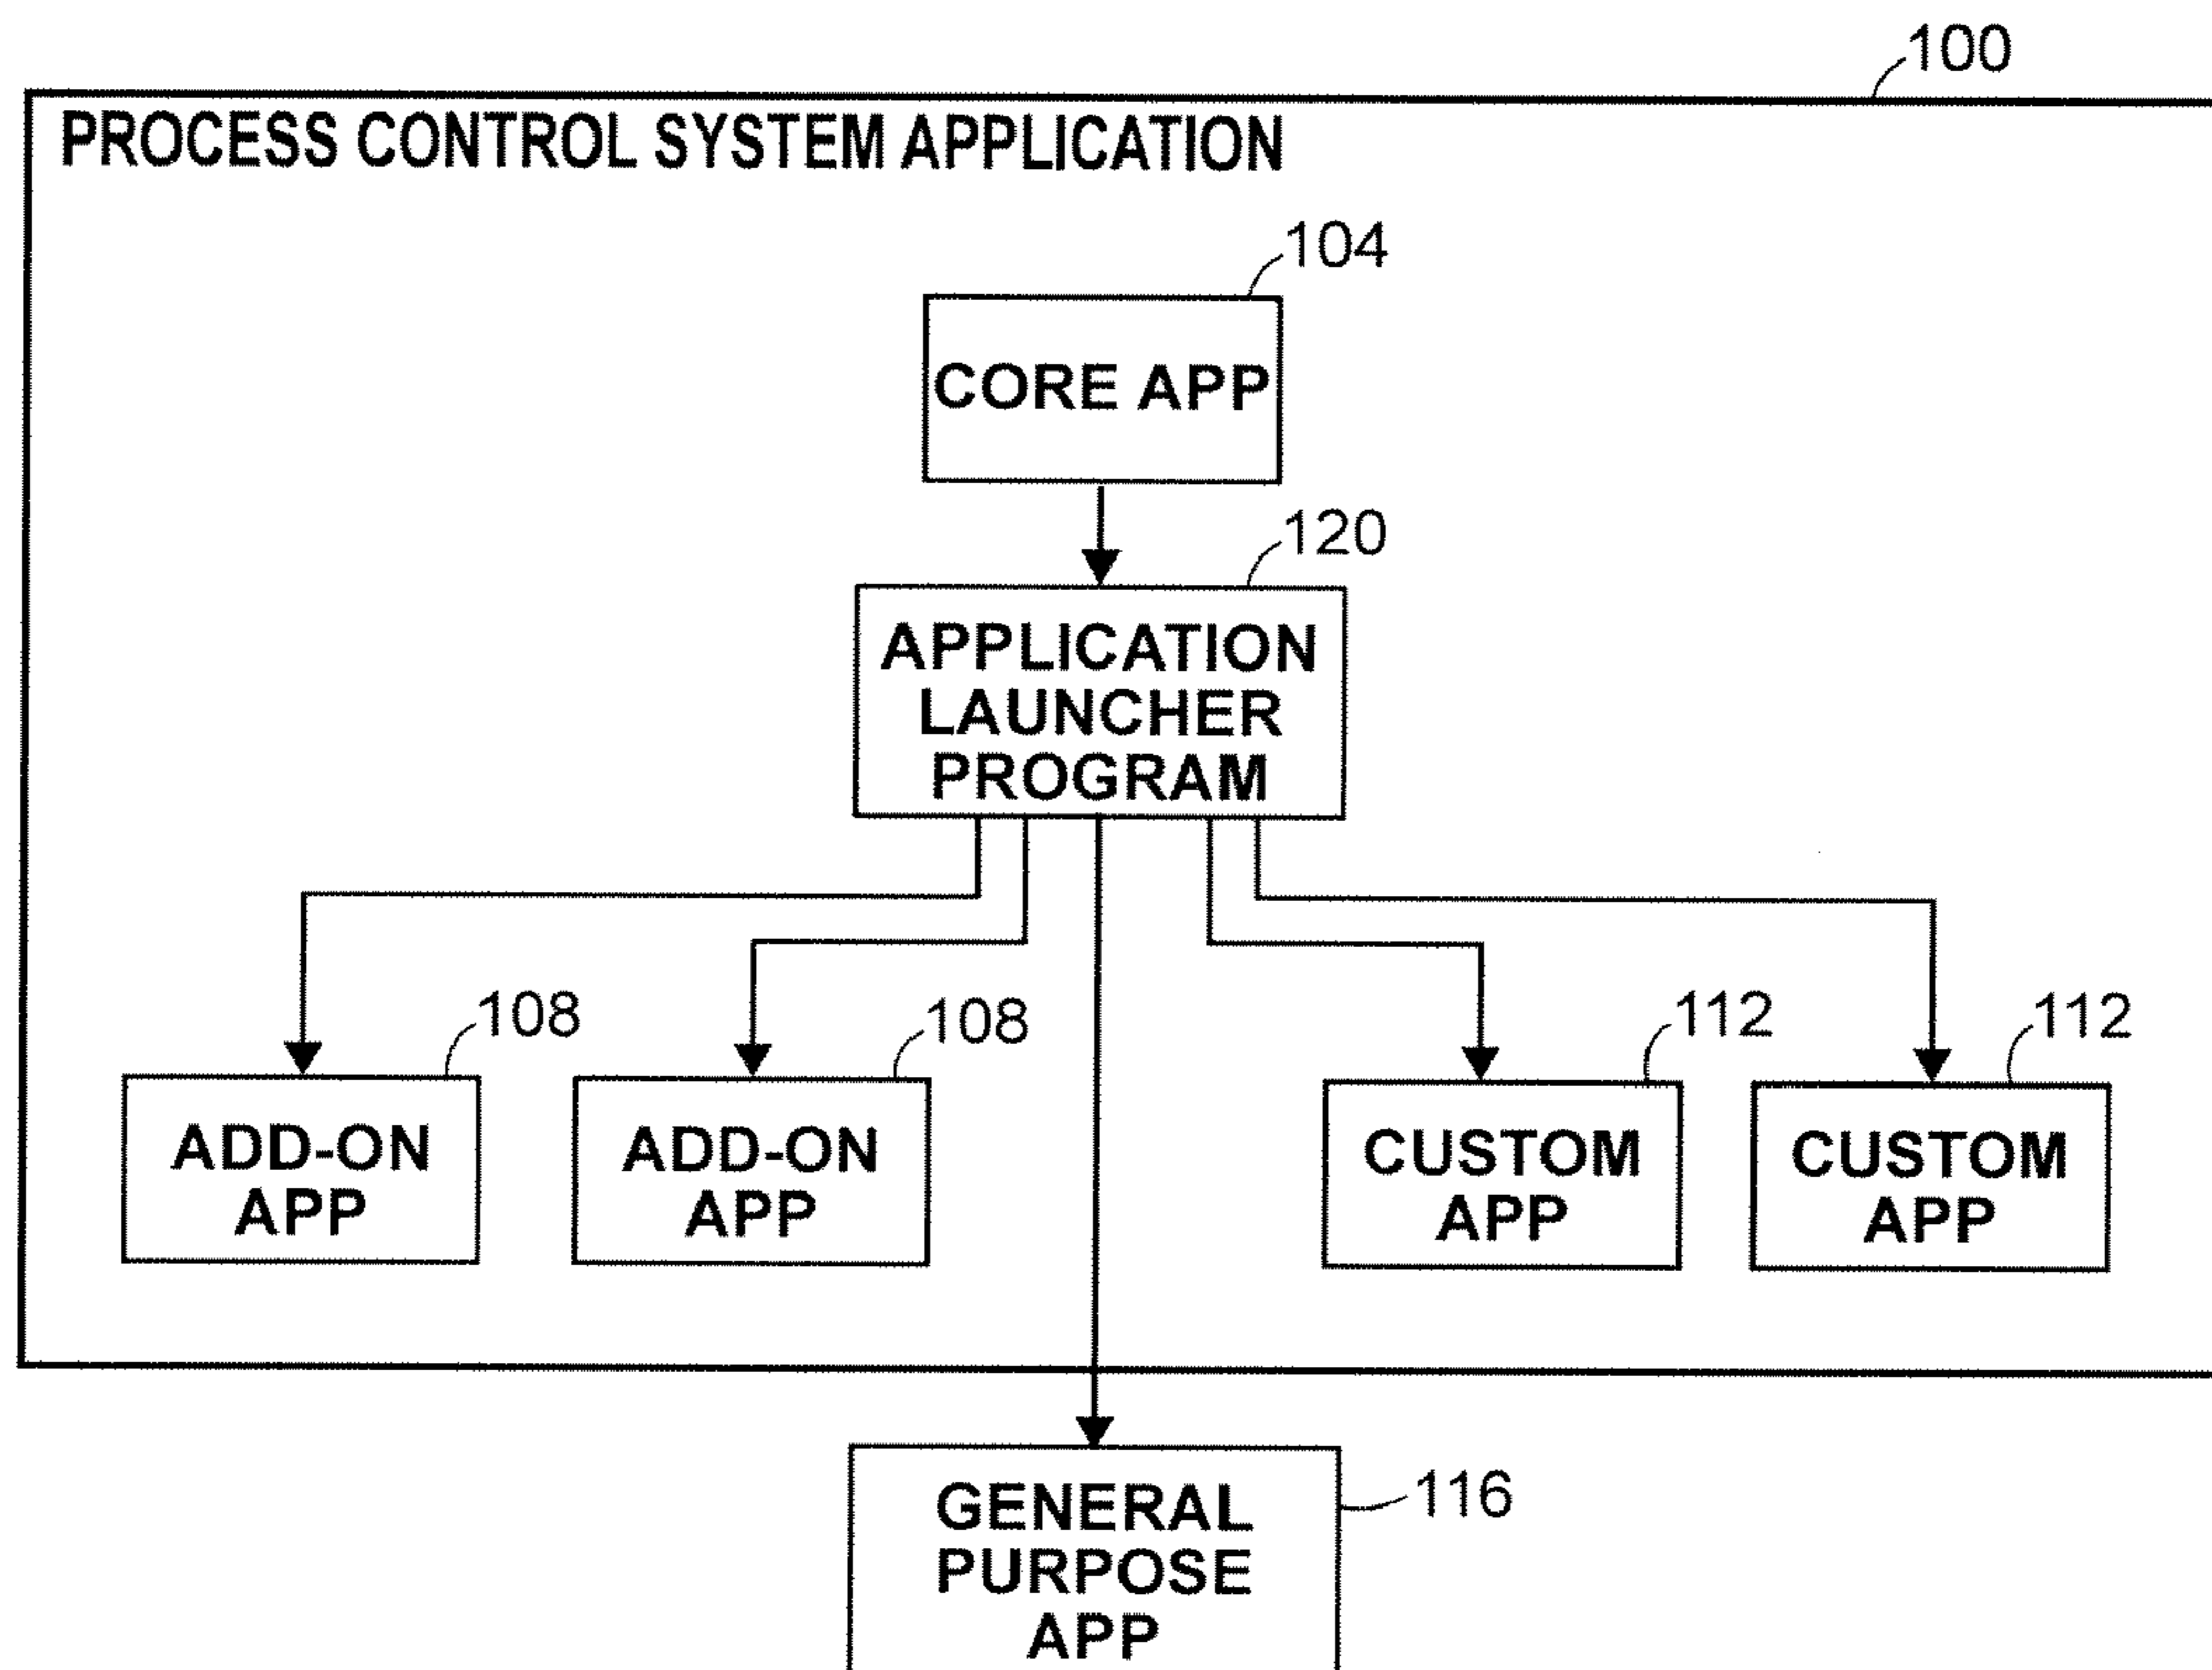 100
PROCESS CONTROL SYSTEM APPLICATION
104
CORE APP
120
APPLICATION
LAUNCHER
PROGRAM
108
108
112
112
ADD-ON
APP
ADD-ON
APP
CUSTOM
APP
CUSTOM
APP
116
GENERAL
PURPOSE
APP